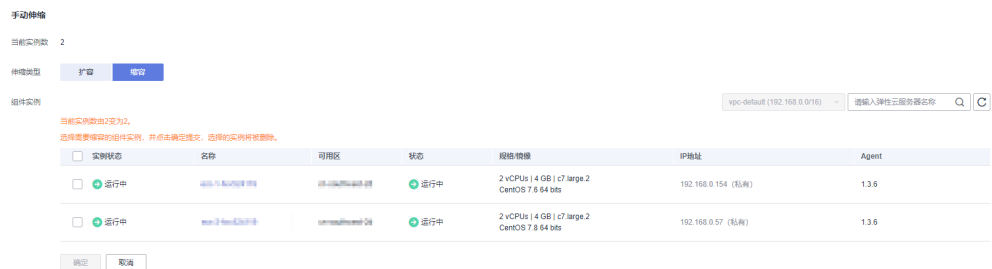 手动伸缩
当前实例数 2
伸缩类型 扩容 缩容
组件实例 vpc-default (192.168.0.0/16) 请输入弹性云服务器名称
当前实例数由2变为2。
选择需要缩容的组件实例，并点击确定提交，选择的实例将被删除。
实例状态 名称 可用区 状态 规格/镜像 IP地址 Agent
运行中 运行中 2 vCPUs | 4 GB | c7.large.2 192.168.0.154 (私有) 1.3.6
CentOS 7.6 64 bits
运行中 运行中 2 vCPUs | 4 GB | c7.large.2 192.168.0.57 (私有) 1.3.6
CentOS 7.8 64 bits
确定 取消